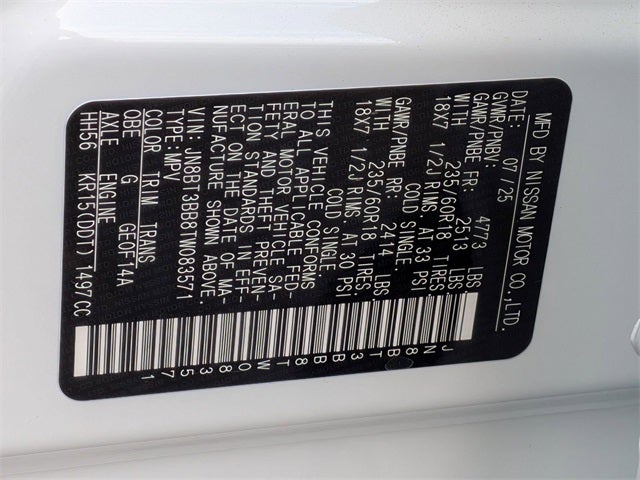 MFD BY NISSAN MOTOR CO.,LTD.
DATE: 07/25
GVWR/PNBV: 4773 LBS
GAWR/PNBE FR: 2513 LBS
WITH 235/60R18 TIRES,
18X7 1/2J RIMS AT 33 PSI
COLD SINGLE
GAWR/PNBE RR: 2414 LBS
WITH 235/60R18 TIRES,
18X7 1/2J RIMS AT 30 PSI
COLD SINGLE
THIS VEHICLE CONFORMS
TO ALL APPLICABLE FED-
ERAL MOTOR VEHICLE SA-
FETY AND THEFT PREVEN-
TION STANDARDS IN EFF-
ECT ON THE DATE OF MA-
NUFACTURE SHOWN ABOVE.
JN8BT3BB8TW083571
TYPE: MPV
COLOR TRIM TRANS
QBE G GE0F14A
AXLE ENGINE
HH56 KR15(DDT) 1497CC
JN8BT3BB8TW083571